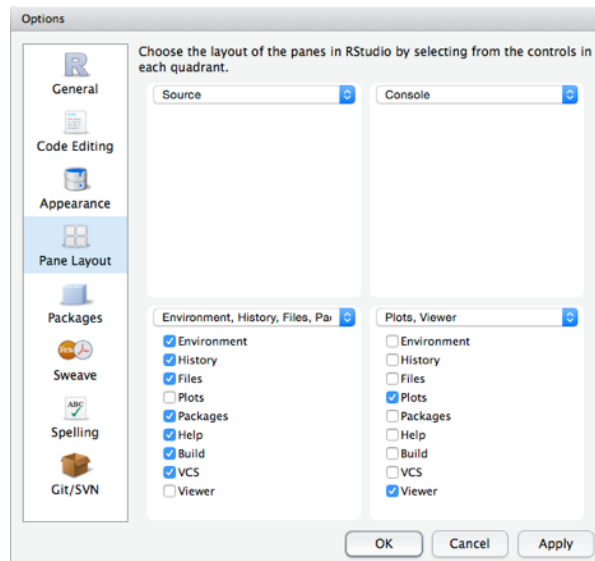 Options
Choose the layout of the panes in RStudio by selecting from the controls in
each quadrant.
R
General
Code Editing
Appearance
Pane Layout
Packages
Sweave
ABC
Spelling
Git/SVN
Source
Console
Environment, History, Files, Pa
Environment
History
Files
Plots
Packages
Help
Build
VCS
Viewer
Plots, Viewer
Environment
History
Files
Plots
Packages
Help
Build
VCS
Viewer
OK
Cancel
Apply